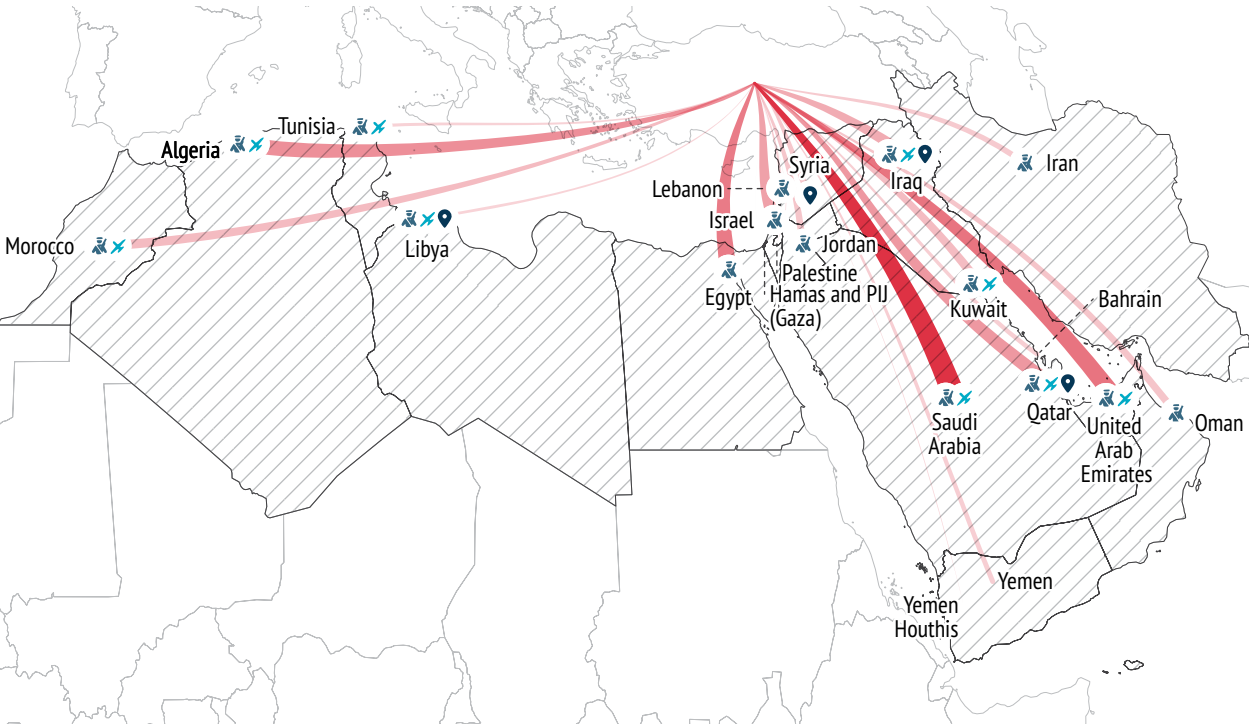 Tunisia
Algeria
Morocco
Libya
Syria
Lebanon
Israel
Jordan
Egypt
Palestine
Hamas and PIJ
(Gaza)
Iraq
Iran
Kuwait
Bahrain
Saudi
Arabia
Qatar
United
Arab
Emirates
Oman
Yemen
Yemen
Houthis